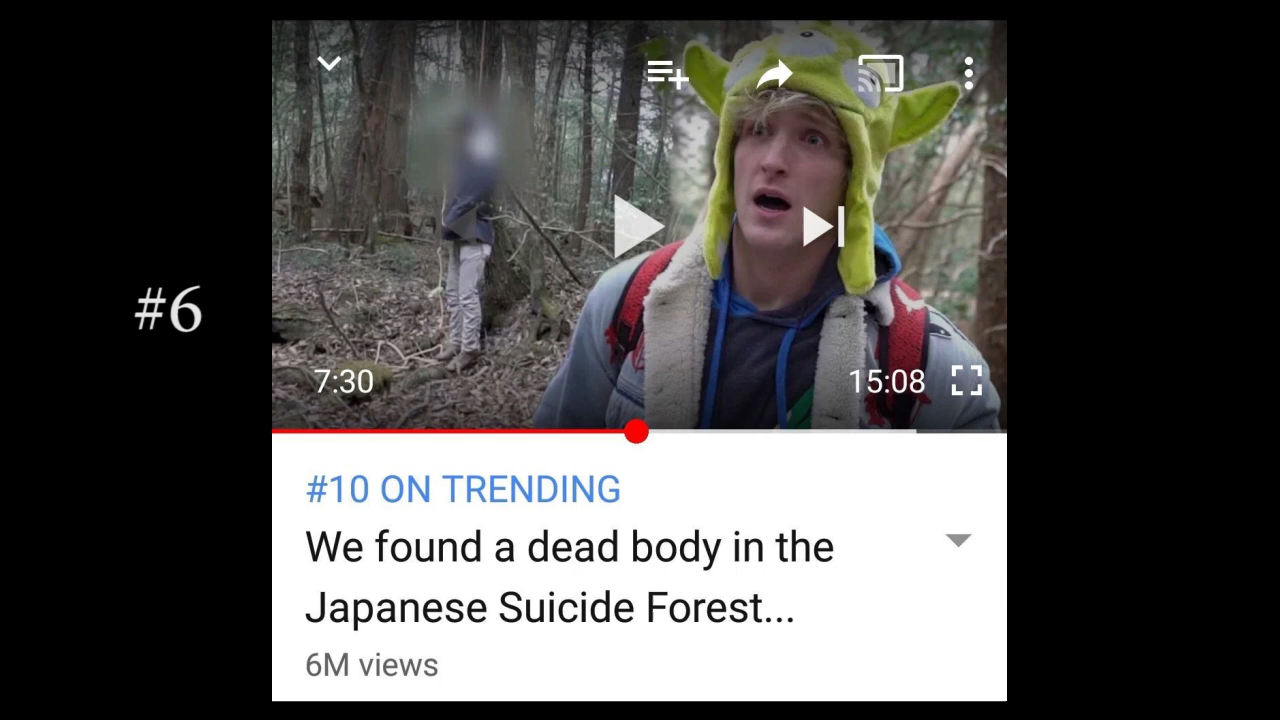 #6
7:30
15:08
#10 ON TRENDING
We found a dead body in the
Japanese Suicide Forest...
6M views